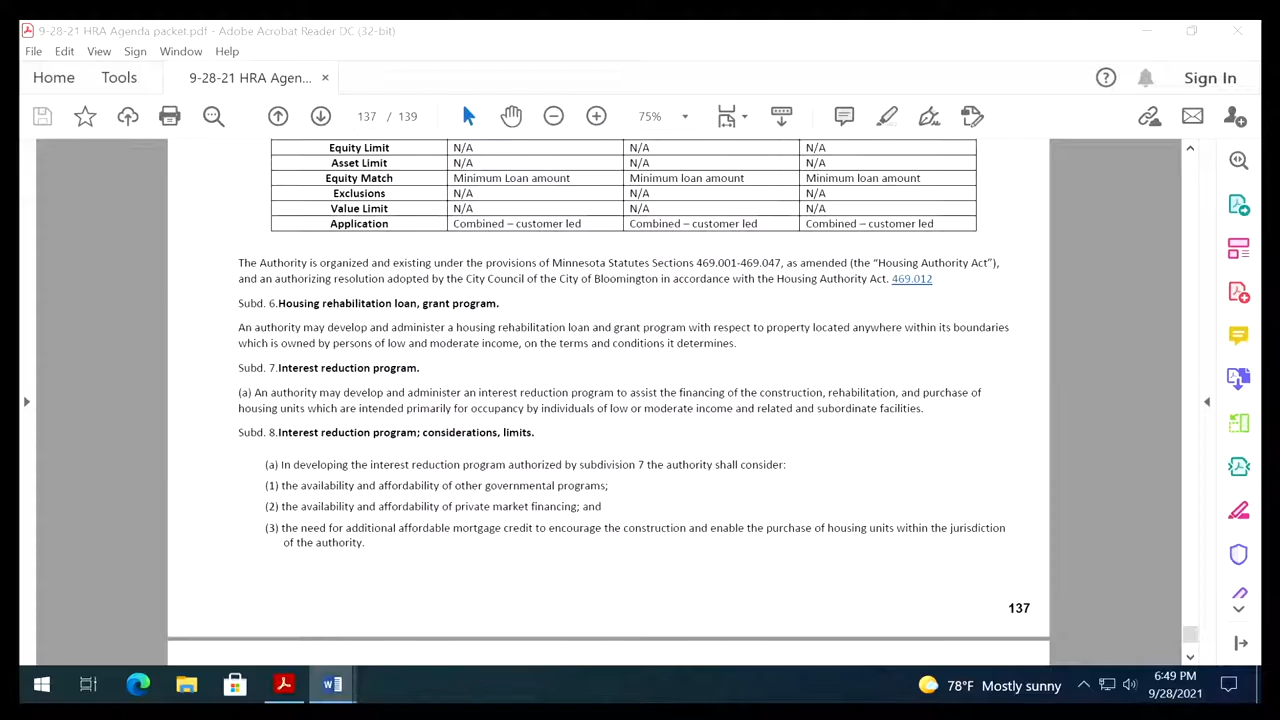 9-28-21 HRA Agenda packet.pdf - Adobe Acrobat Reader DC (32-bit)
File Edit View Sign Window Help
Home Tools 9-28-21 HRA Agen... × Sign In
137 / 139 75%
Equity Limit N/A N/A N/A
Asset Limit N/A N/A N/A
Equity Match Minimum Loan amount Minimum loan amount Minimum loan amount
Exclusions N/A N/A N/A
Value Limit N/A N/A N/A
Application Combined – customer led Combined – customer led Combined – customer led
The Authority is organized and existing under the provisions of Minnesota Statutes Sections 469.001-469.047, as amended (the “Housing Authority Act”),
and an authorizing resolution adopted by the City Council of the City of Bloomington in accordance with the Housing Authority Act. 469.012
Subd. 6.Housing rehabilitation loan, grant program.
An authority may develop and administer a housing rehabilitation loan and grant program with respect to property located anywhere within its boundaries
which is owned by persons of low and moderate income, on the terms and conditions it determines.
Subd. 7.Interest reduction program.
(a) An authority may develop and administer an interest reduction program to assist the financing of the construction, rehabilitation, and purchase of
housing units which are intended primarily for occupancy by individuals of low or moderate income and related and subordinate facilities.
Subd. 8.Interest reduction program; considerations, limits.
(a) In developing the interest reduction program authorized by subdivision 7 the authority shall consider:
(1) the availability and affordability of other governmental programs;
(2) the availability and affordability of private market financing; and
(3) the need for additional affordable mortgage credit to encourage the construction and enable the purchase of housing units within the jurisdiction
of the authority.
137
78°F Mostly sunny
6:49 PM
9/28/2021